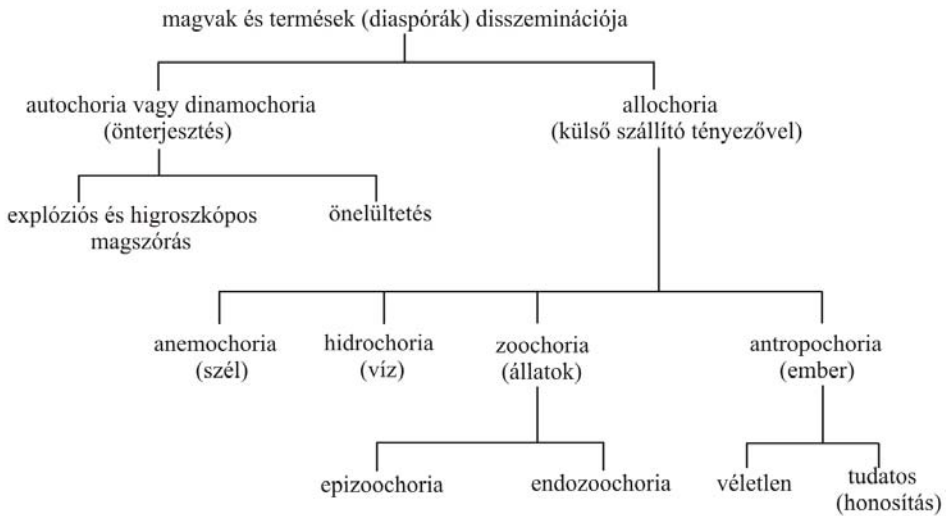 magvak és termések (diaspórák) disszeminációja
autochoria vagy dinamochoria
(önterjesztés)
allochoria
(külső szállító tényezővel)
explóziós és higroszkópos
magszórás
önelültetés
anemochoria
(szél)
hidrochoria
(víz)
zoochoria
(állatok)
antropochoria
(ember)
epizoochoria
endozoochoria
véletlen
tudatos
(honosítás)